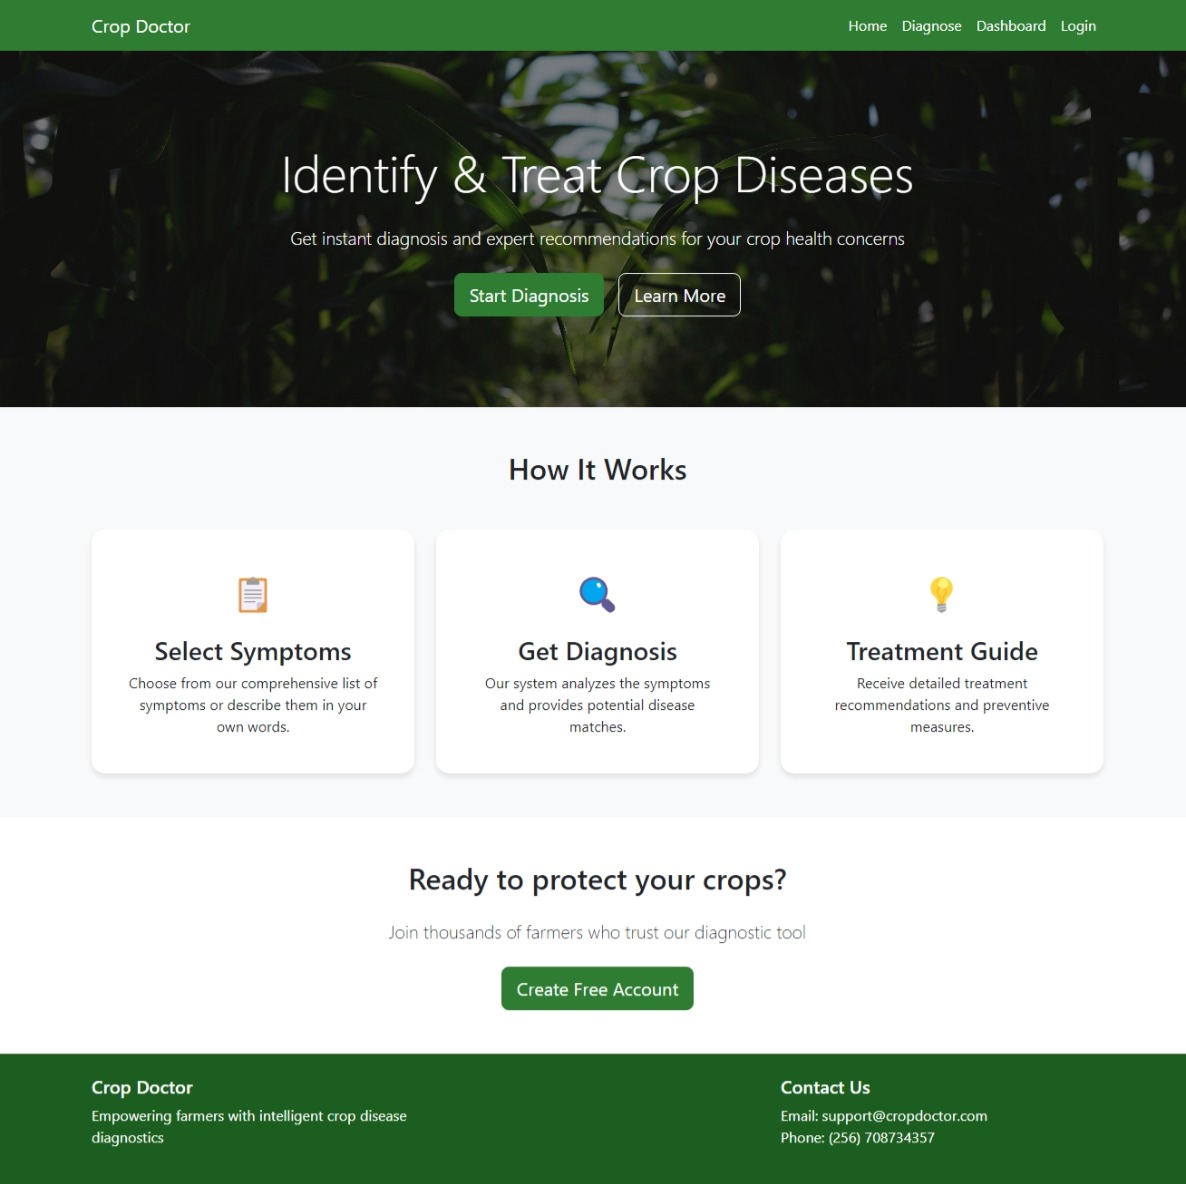 Crop Doctor
Home Diagnose Dashboard Login
Identify & Treat Crop Diseases
Get instant diagnosis and expert recommendations for your crop health concerns
Start Diagnosis Learn More
How It Works
Select Symptoms
Choose from our comprehensive list of
symptoms or describe them in your
own words.
Get Diagnosis
Our system analyzes the symptoms
and provides potential disease
matches.
Treatment Guide
Receive detailed treatment
recommendations and preventive
measures.
Ready to protect your crops?
Join thousands of farmers who trust our diagnostic tool
Create Free Account
Crop Doctor
Empowering farmers with intelligent crop disease
diagnostics
Contact Us
Email: support@cropdoctor.com
Phone: (256) 708734357